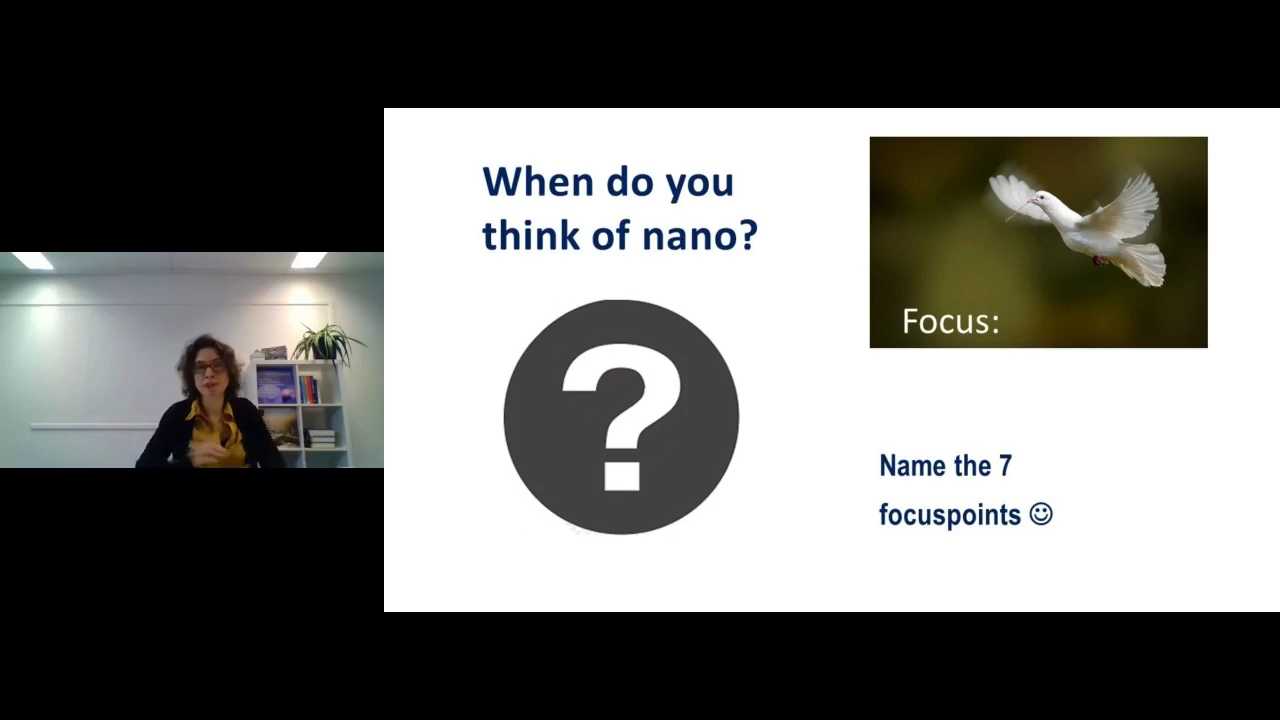 When do you
think of nano?
Focus:
Name the 7
focuspoints ☺